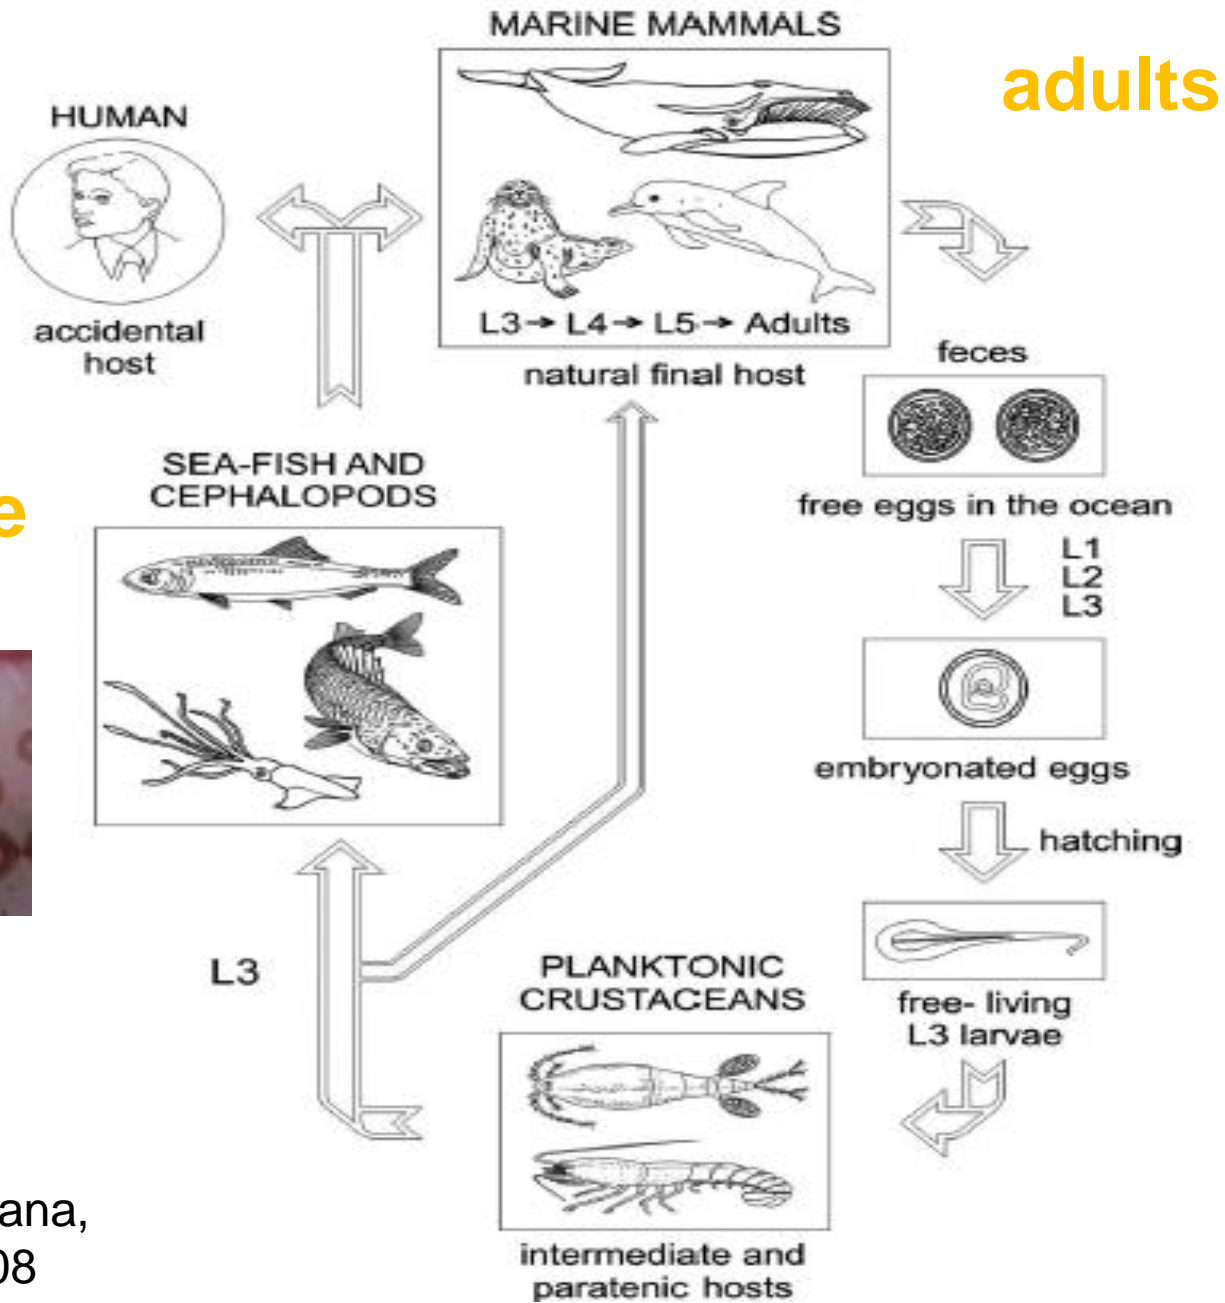 MARINE MAMMALS
adults
HUMAN
accidental
host
L3→ L4→ L5→ Adults
natural final host
feces
free eggs in the ocean
L1
L2
L3
embryonated eggs
hatching
free- living
L3 larvae
SEA-FISH AND
CEPHALOPODS
e
L3
PLANKTONIC
CRUSTACEANS
intermediate and
paratenic hosts
ana,
08